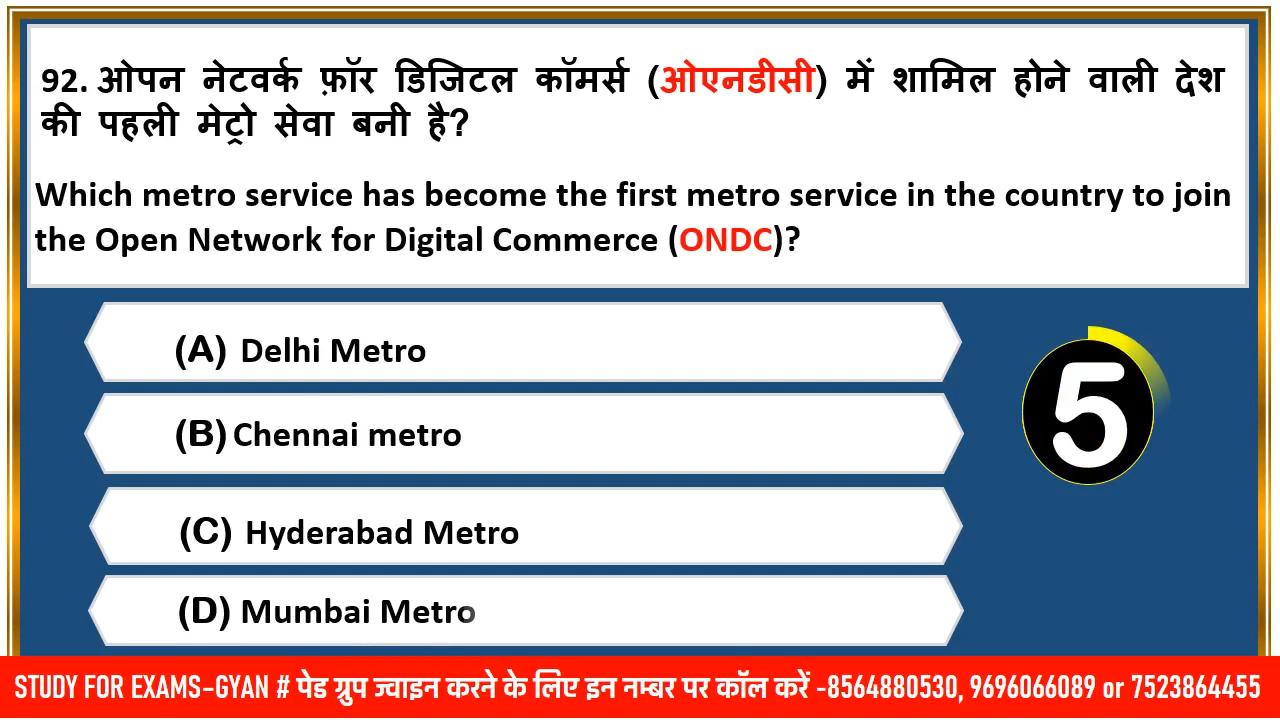 92. ओपन नेटवर्क फ़ॉर डिजिटल कॉमर्स (ओएनडीसी) में शामिल होने वाली देश
की पहली मेट्रो सेवा बनी है?
Which metro service has become the first metro service in the country to join
the Open Network for Digital Commerce (ONDC)?
(A) Delhi Metro
(B) Chennai metro
5
(C) Hyderabad Metro
(D) Mumbai Metro
STUDY FOR EXAMS-GYAN # पेड ग्रुप ज्वाइन करने के लिए इन नम्बर पर कॉल करें -8564880530, 9696066089 or 7523864455